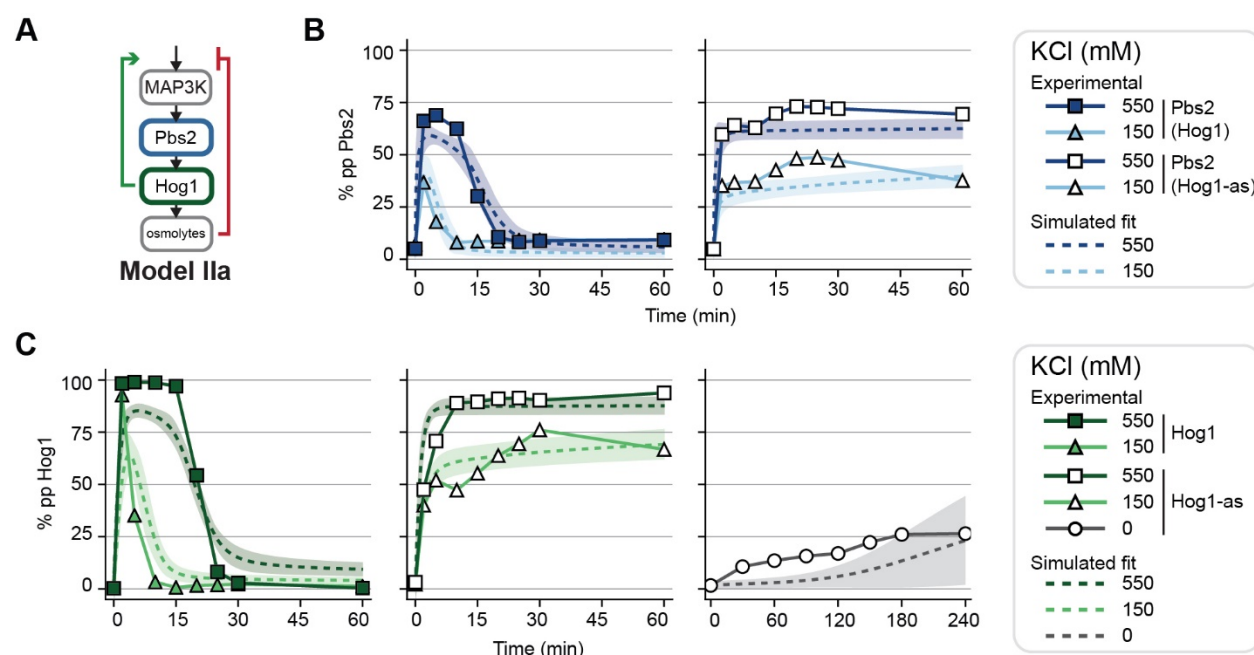 A
MAP3K
Pbs2
Hog1
osmolytes
Model IIa
B
% pp Pbs2
100
75
50
25
0
0 15 30 45 60
0 15 30 45 60
Time (min)
KCl (mM)
Experimental
550
150
Pbs2
(Hog1)
550
150
Pbs2
(Hog1-as)
Simulated fit
550
150
C
% pp Hog1
100
75
50
25
0
0 15 30 45 60
0 15 30 45 60
0 60 120 180 240
Time (min)
KCl (mM)
Experimental
550
150
Hog1
550
150
0
Hog1-as
Simulated fit
550
150
0